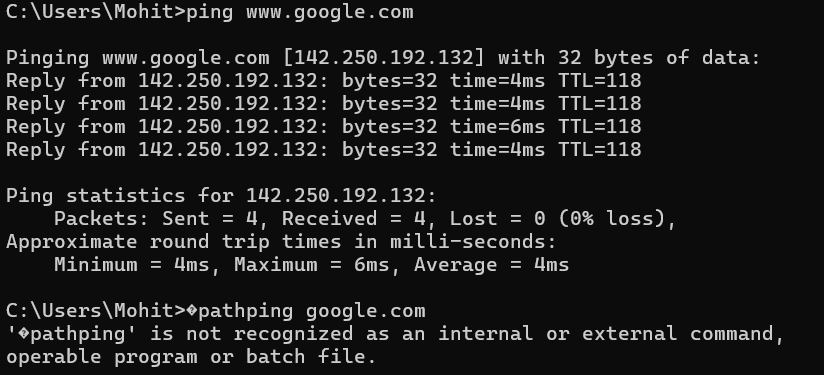 C:\Users\Mohit>ping www.google.com
Pinging www.google.com [142.250.192.132] with 32 bytes of data:
Reply from 142.250.192.132: bytes=32 time=4ms TTL=118
Reply from 142.250.192.132: bytes=32 time=4ms TTL=118
Reply from 142.250.192.132: bytes=32 time=6ms TTL=118
Reply from 142.250.192.132: bytes=32 time=4ms TTL=118
Ping statistics for 142.250.192.132:
    Packets: Sent = 4, Received = 4, Lost = 0 (0% loss),
Approximate round trip times in milli-seconds:
    Minimum = 4ms, Maximum = 6ms, Average = 4ms
C:\Users\Mohit>�pathping google.com
'�pathping' is not recognized as an internal or external command,
operable program or batch file.